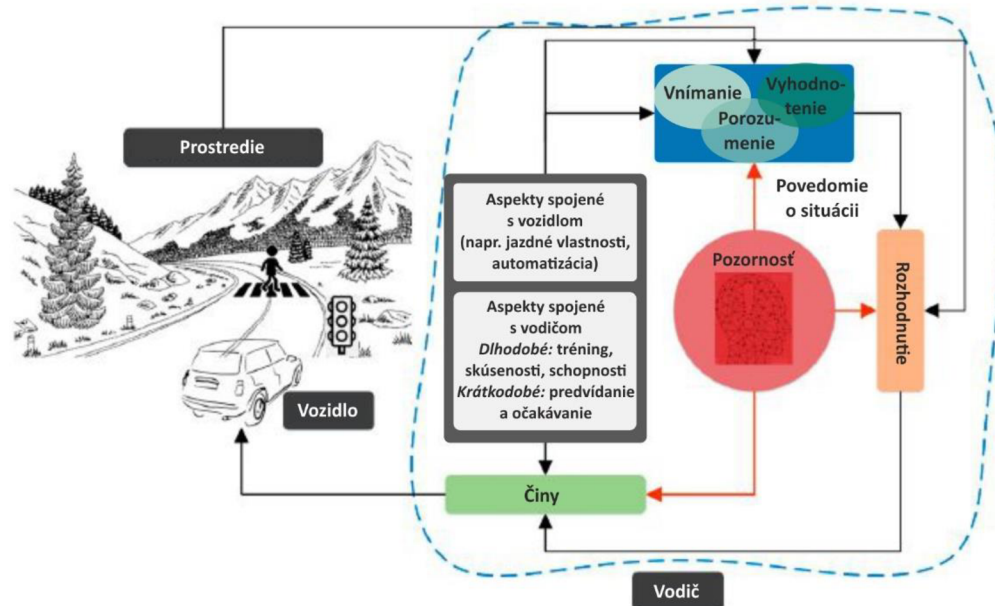 Prostredie
Vnímanie
Vyhodno-
tenie
Porozu-
menie
Povedomie
o situácii
Aspekty spojené
s vozidlom
(napr. jazdné vlastnosti,
automatizácia)
Aspekty spojené
s vodičom
Dlhodobé: tréning,
skúsenosti, schopnosti
Krátkodobé: predvídanie
a očakávanie
Pozornosť
Rozhodnutie
Vozidlo
Činy
Vodič